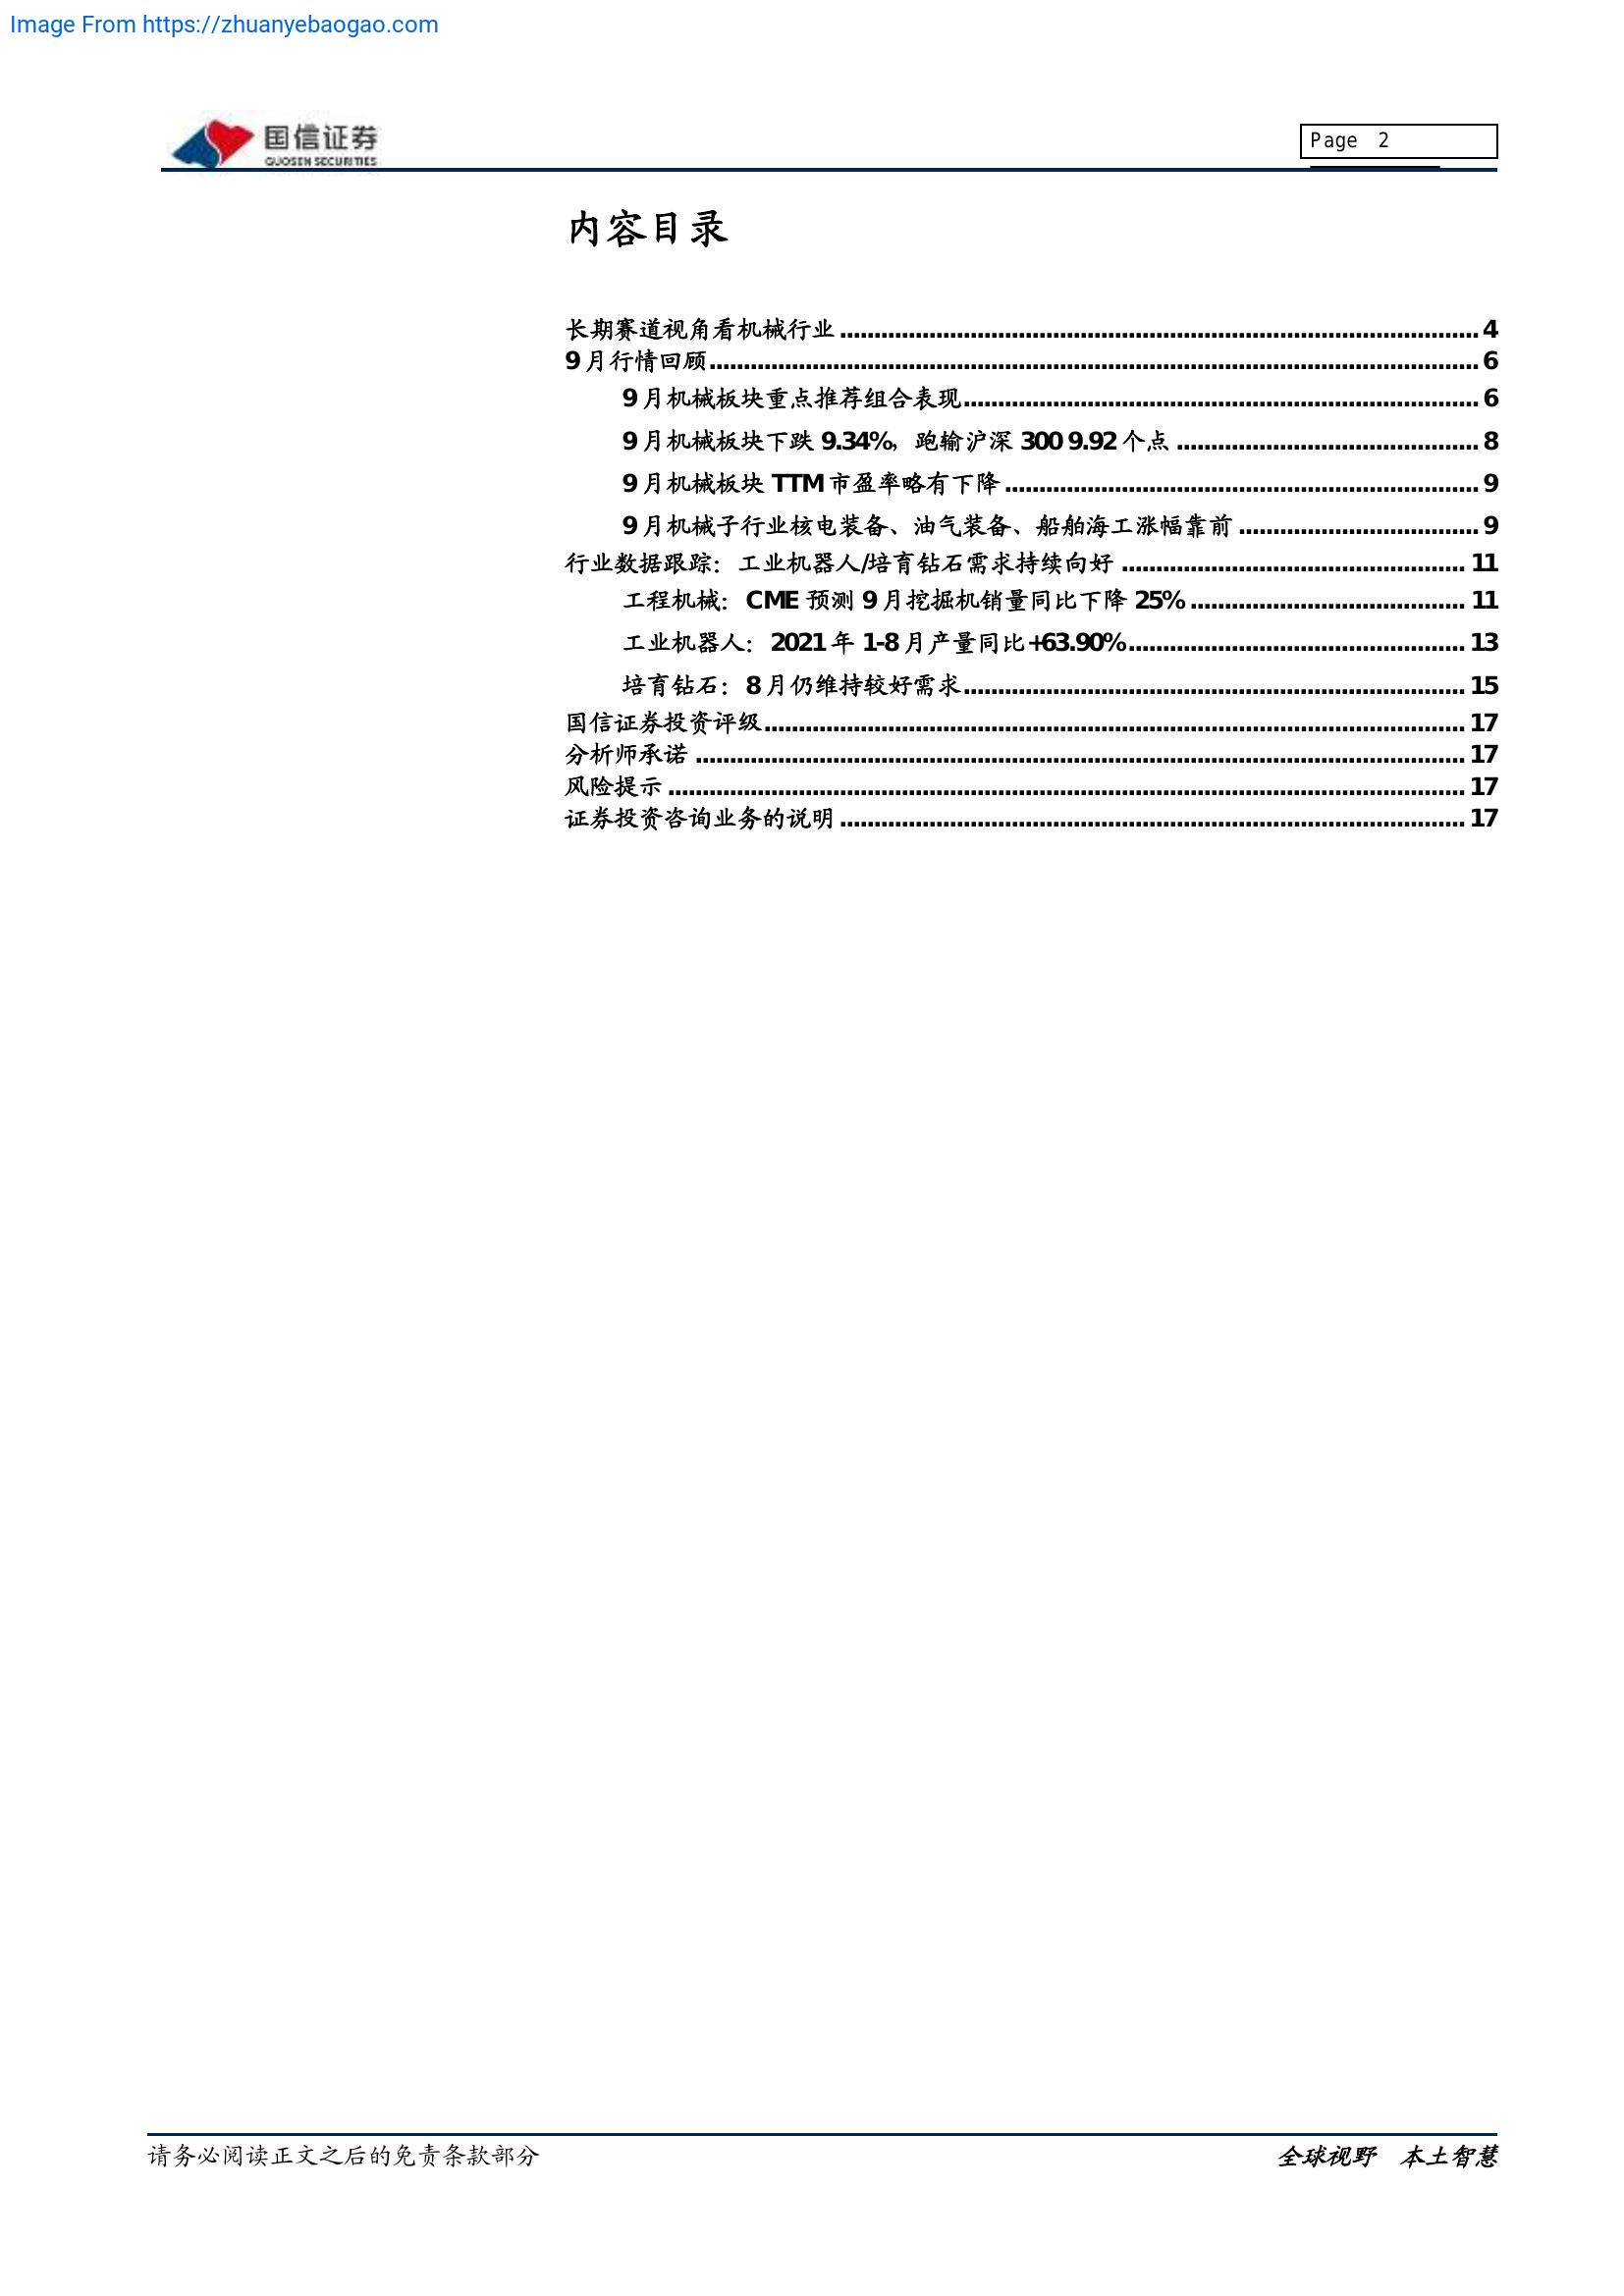 Image From https://zhuanyebaogao.com
国信证券
GUOSEN SECURITIES
Page 2
内容目录
长期赛道视角看机械行业 4
9 月行情回顾 6
9 月机械板块重点推荐组合表现 6
9 月机械板块下跌 9.34%，跑输沪深 300 9.92 个点 8
9 月机械板块 TTM 市盈率略有下降 9
9 月机械子行业核电装备、油气装备、船舶海工涨幅靠前 9
行业数据跟踪：工业机器人/培育钻石需求持续向好 11
工程机械：CME 预测 9 月挖掘机销量同比下降 25% 11
工业机器人：2021 年 1-8 月产量同比+63.90% 13
培育钻石：8 月仍维持较好需求 15
国信证券投资评级 17
分析师承诺 17
风险提示 17
证券投资咨询业务的说明 17
请务必阅读正文之后的免责条款部分
全球视野 本土智慧